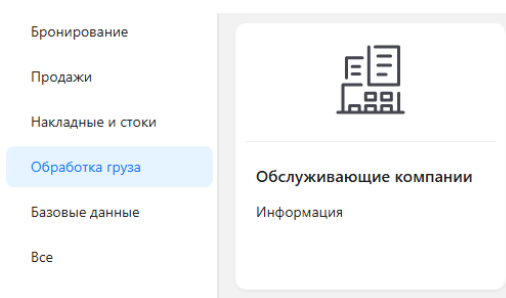 Бронирование
Продажи
Накладные и стоки
Обработка груза
Базовые данные
Все
Обслуживающие компании
Информация